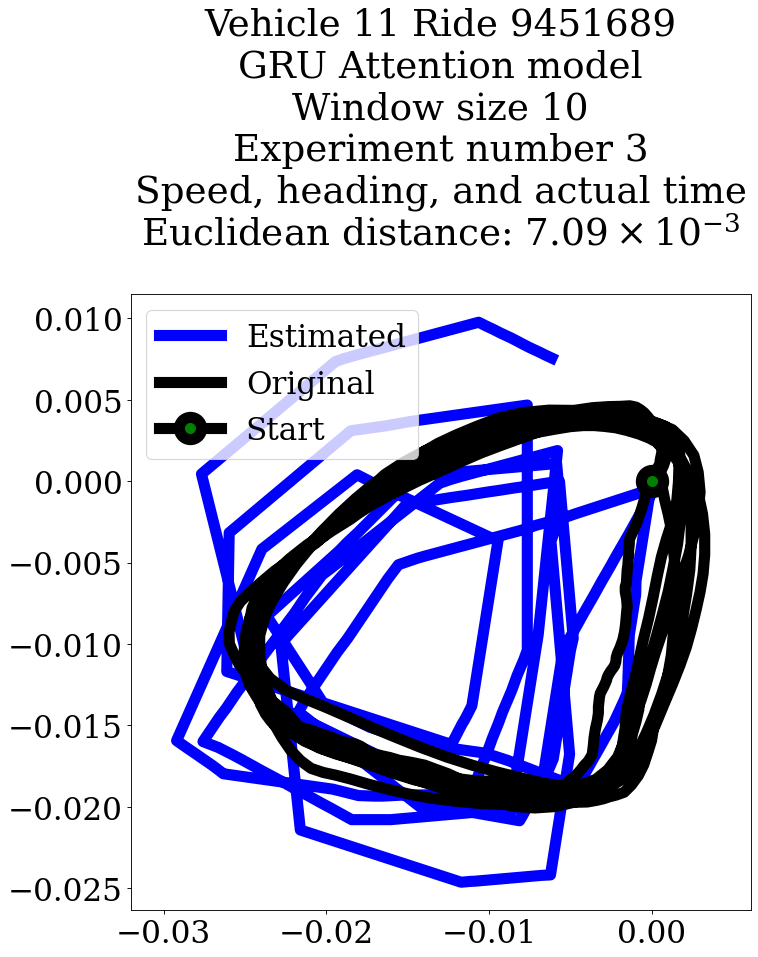 Vehicle 11 Ride 9451689
GRU Attention model
Window size 10
Experiment number 3
Speed, heading, and actual time
Euclidean distance: 7.09 × 10⁻³
Estimated
Original
Start
0.010
0.005
0.000
−0.005
−0.010
−0.015
−0.020
−0.025
−0.03
−0.02
−0.01
0.00